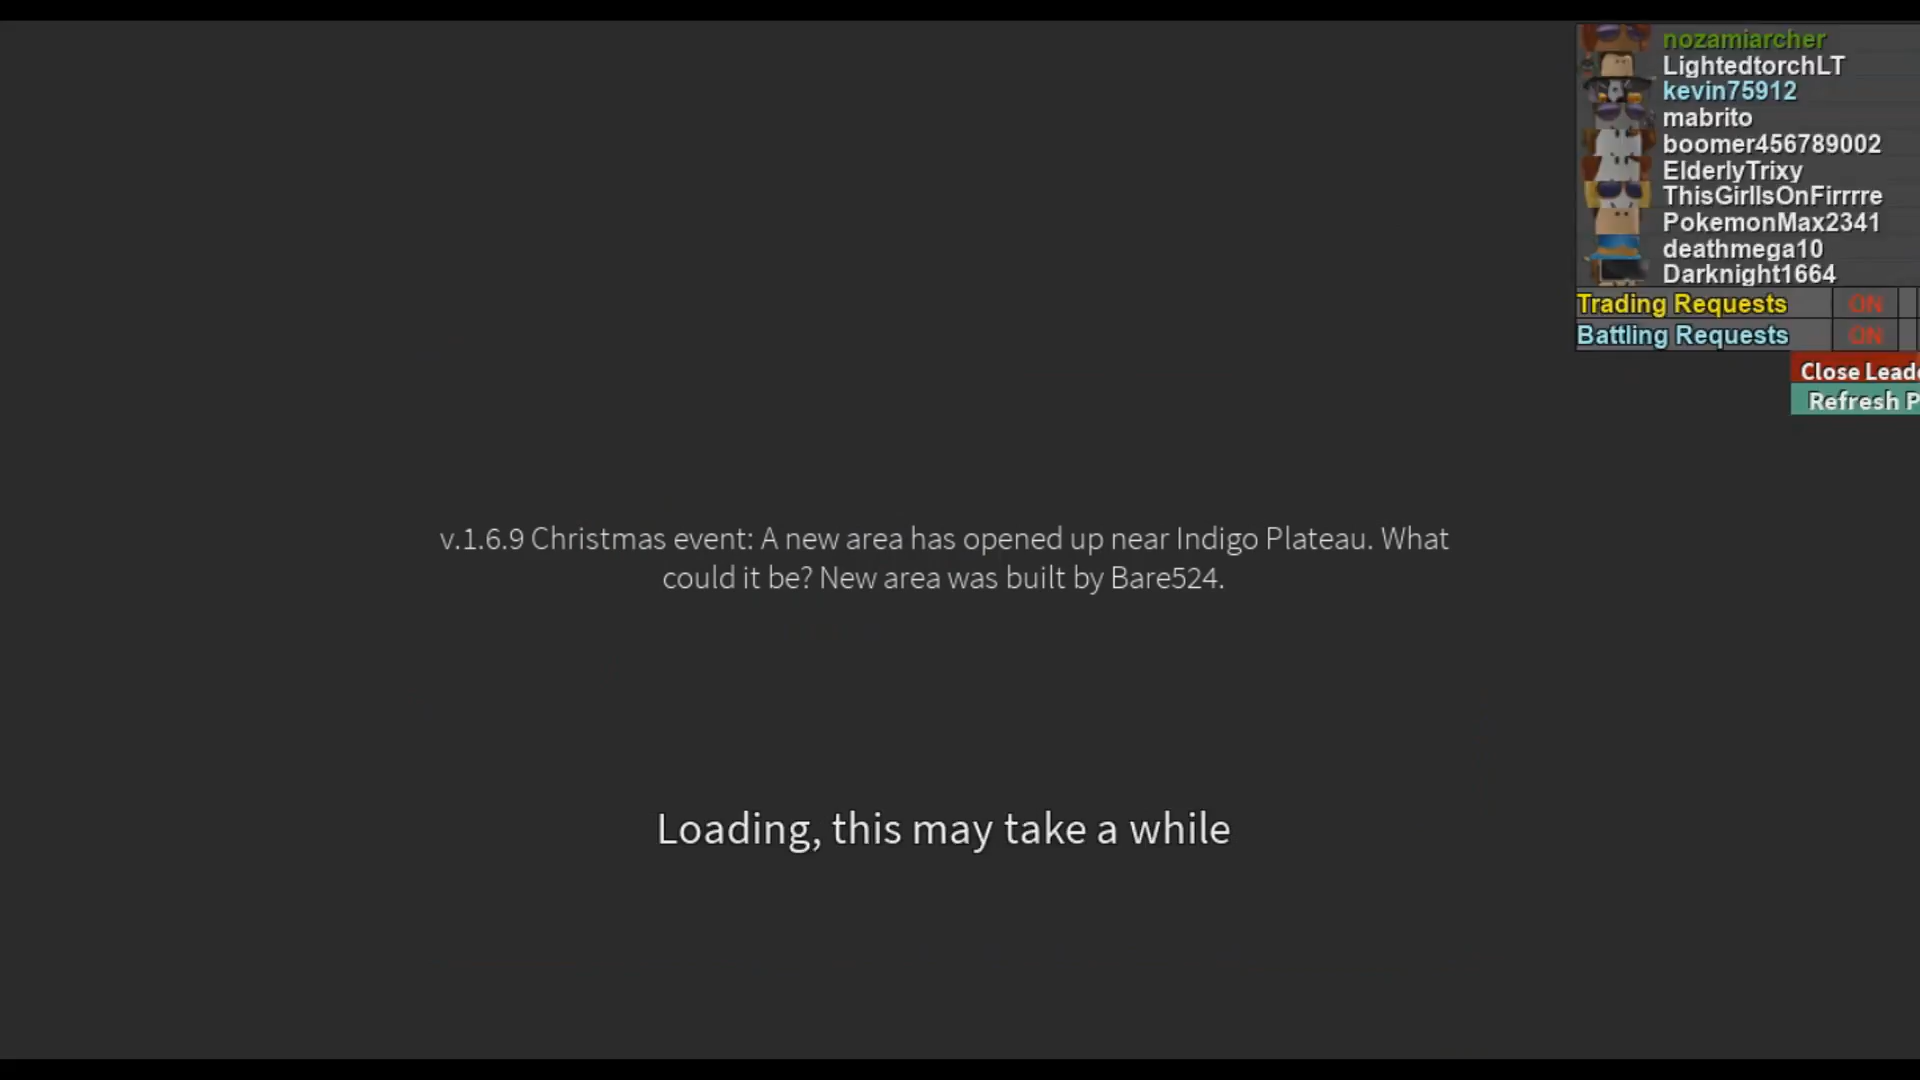 nozamiarcher
LightedtorchLT
kevin75912
mabrito
boomer456789002
ElderlyTrixy
ThisGirlIsOnFirrrre
PokemonMax2341
deathmega10
Darknight1664
Trading Requests ON
Battling Requests ON
Close Leade
Refresh P
v.1.6.9 Christmas event: A new area has opened up near Indigo Plateau. What
could it be? New area was built by Bare524.
Loading, this may take a while